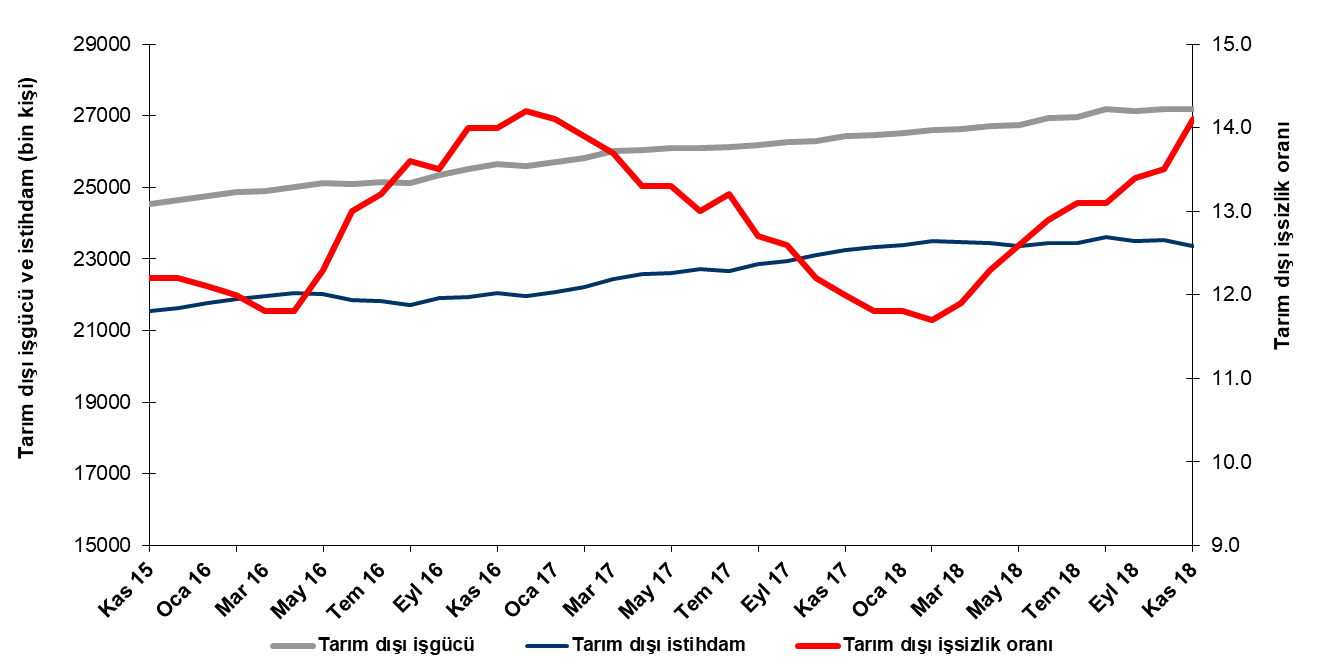 Tarım dışı işgücü ve istihdam (bin kişi)
29000
27000
25000
23000
21000
19000
17000
15000
15.0
14.0
13.0
12.0
11.0
10.0
9.0
Tarım dışı işsizlik oranı
Kas 15
Oca 16
Mar 16
May 16
Tem 16
Eyl 16
Kas 16
Oca 17
Mar 17
May 17
Tem 17
Eyl 17
Kas 17
Oca 18
Mar 18
May 18
Tem 18
Eyl 18
Kas 18
Tarım dışı işgücü
Tarım dışı istihdam
Tarım dışı işsizlik oranı